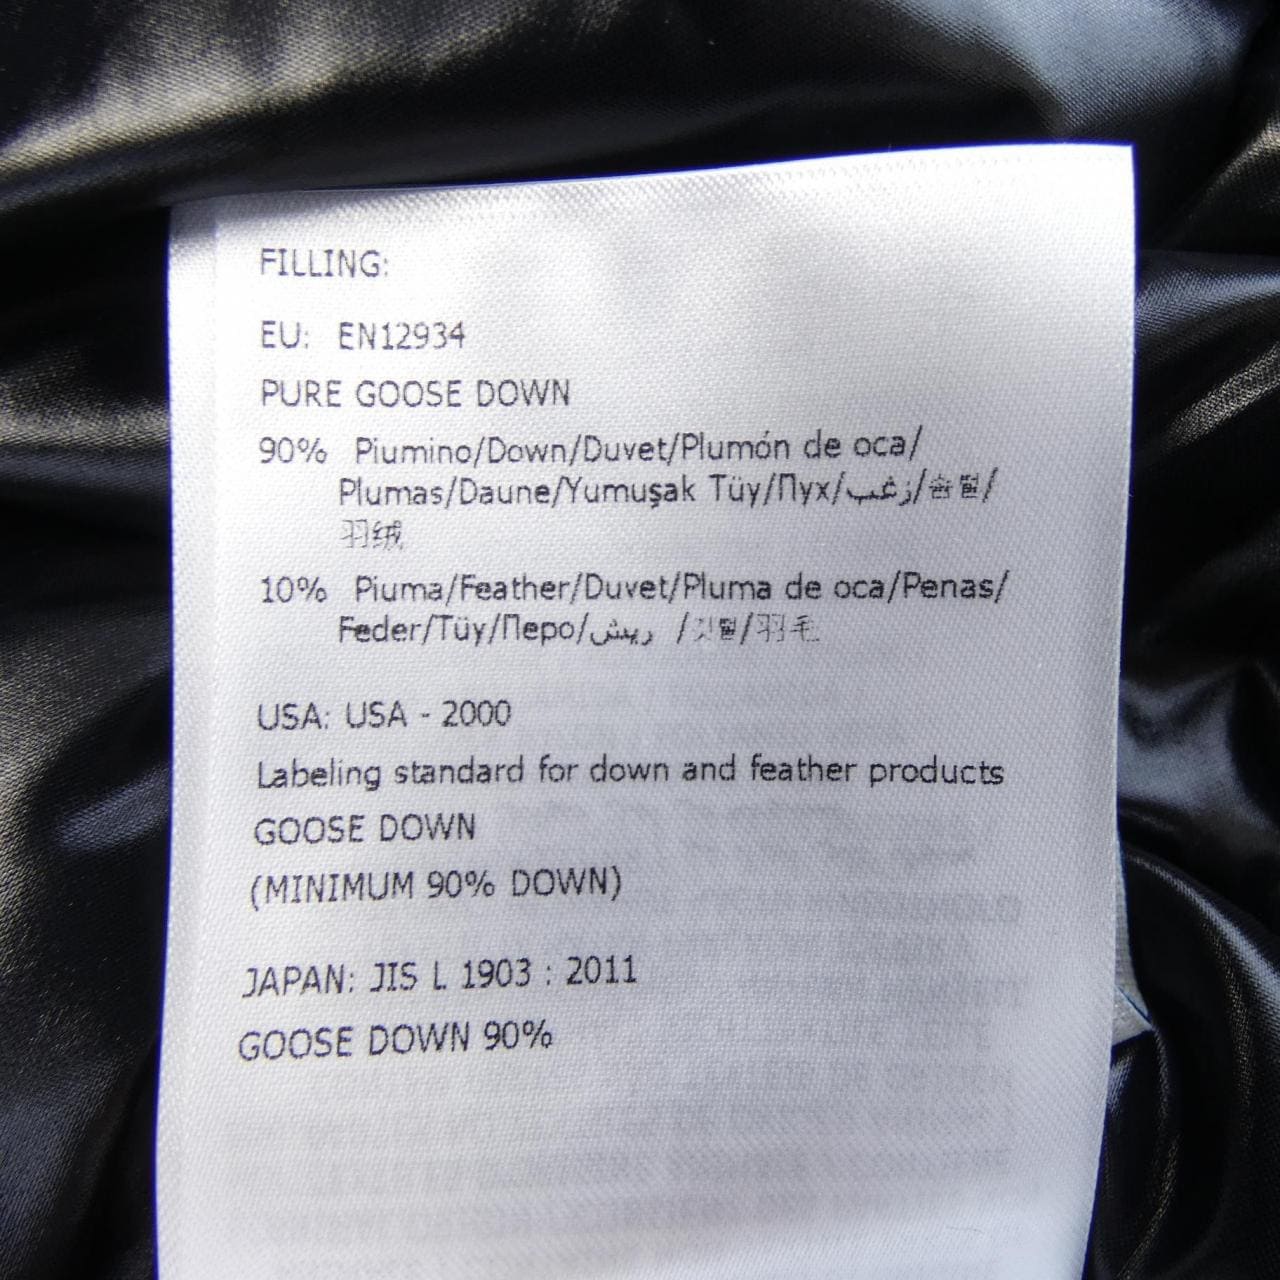 FILLING:
EU: EN12934
PURE GOOSE DOWN
90% Piumino/Down/Duvet/Plumón de oca/
Plumas/Daune/Yumuşak Tüy/Пух/زغب/솜털/
羽绒
10% Piuma/Feather/Duvet/Pluma de oca/Penas/
Feder/Tüy/Перо/ريش /깃털/羽毛
USA: USA - 2000
Labeling standard for down and feather products
GOOSE DOWN
(MINIMUM 90% DOWN)
JAPAN: JIS L 1903 : 2011
GOOSE DOWN 90%